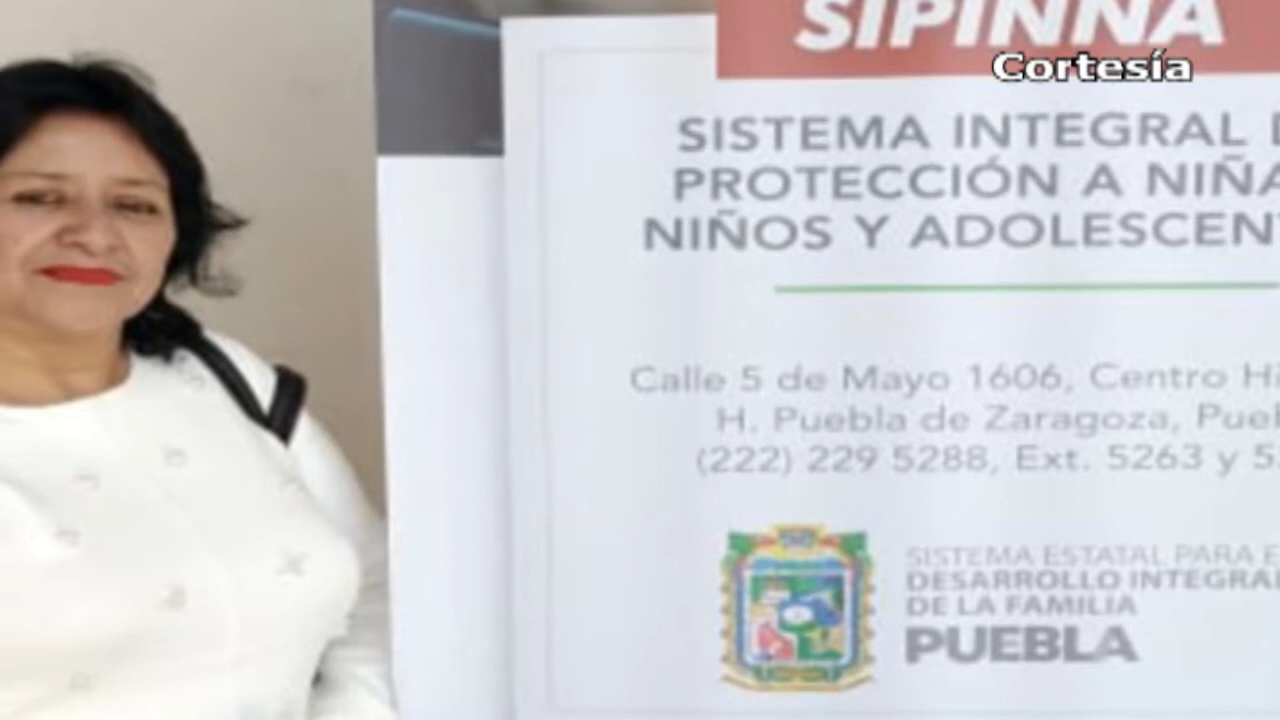 SIPINNA
Cortesía
SISTEMA INTEGRAL
PROTECCIÓN A
NIÑOS Y
Calle 5 de Mayo 1606, Centro
H. Puebla de Zaragoza,
(222) 229 5288, Ext. 5263 y
SISTEMA ESTATAL PARA
DESARROLLO INTEGRAL
DE LA FAMILIA
PUEBLA